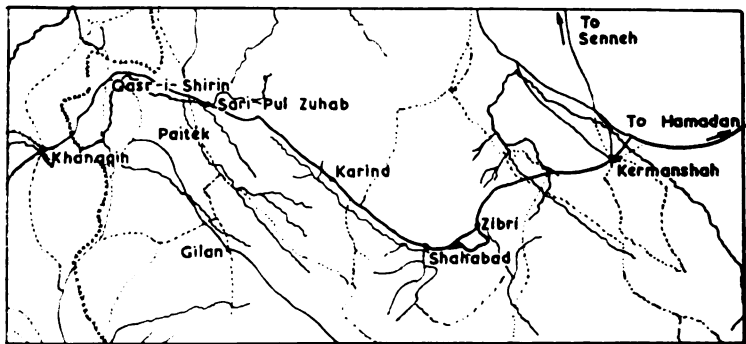 To
Senneh
Qasr-i-Shirin
Sari-Pul Zuhab
To Hamadan
Paitek
Khanaqin
Karind
Kermanshah
Zibri
Gilan
Shahabad